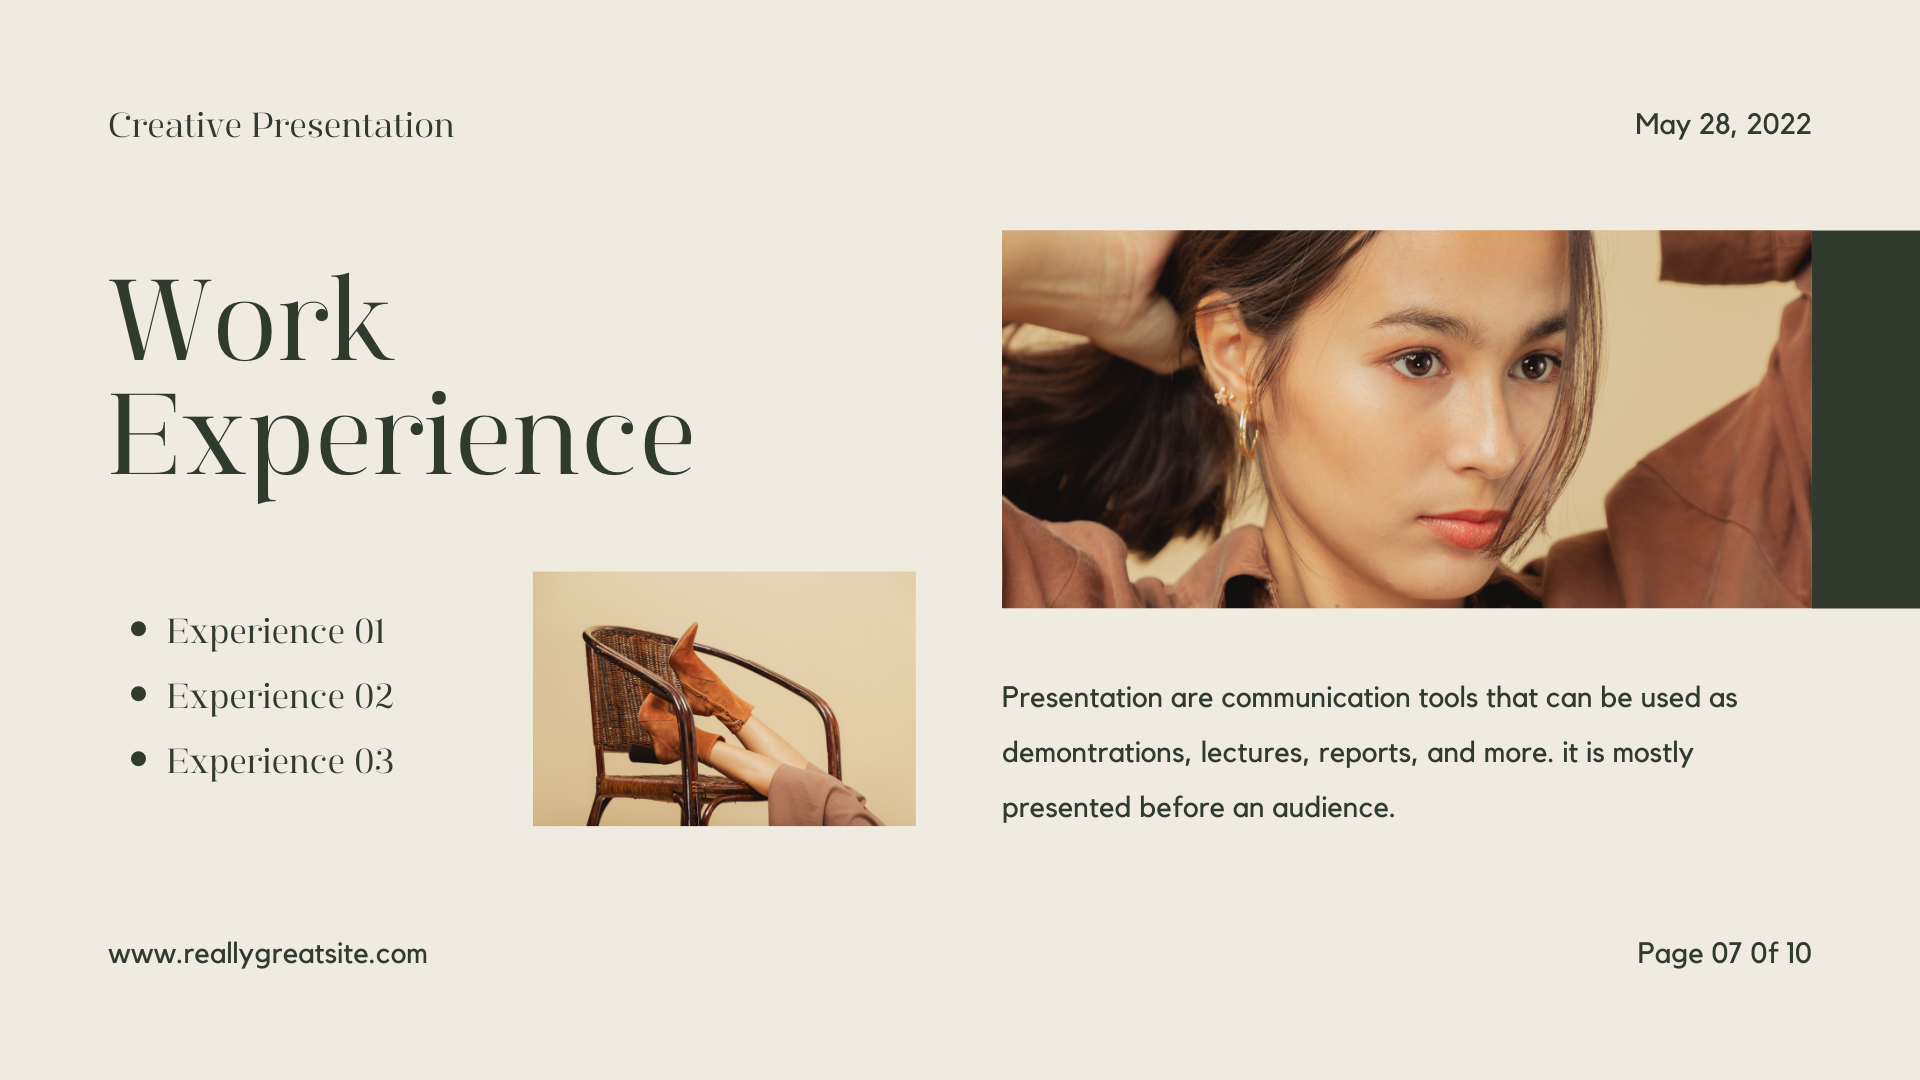 Creative Presentation
May 28, 2022
Work
Experience
Experience 01
Experience 02
Experience 03
Presentation are communication tools that can be used as
demontrations, lectures, reports, and more. it is mostly
presented before an audience.
www.reallygreatsite.com
Page 07 0f 10